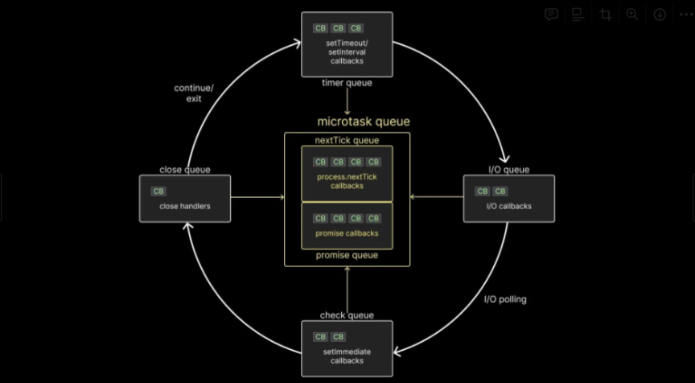 CB CB CB
setTimeout/
setInterval
callbacks
timer queue
continue/
exit
microtask queue
nextTick queue
CB CB CB CB
process.nextTick
callbacks
CB CB CB CB
promise callbacks
promise queue
close queue
CB
close handlers
I/O queue
CB CB
I/O callbacks
I/O polling
check queue
CB CB
setImmediate
callbacks